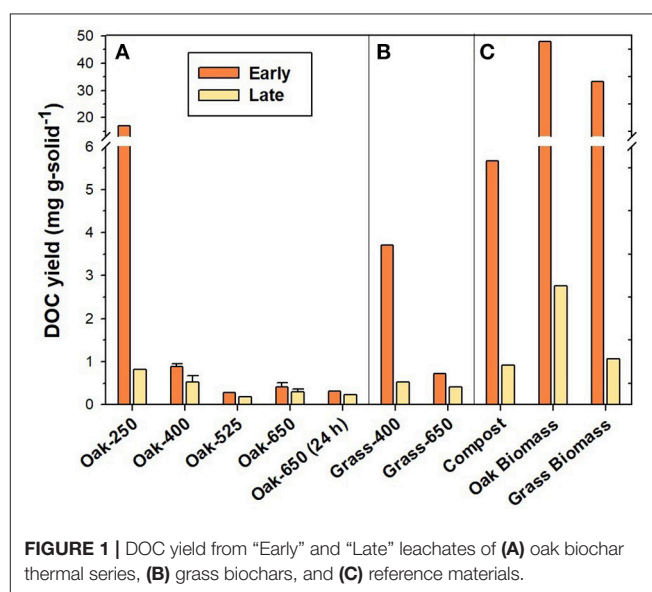 A
B
C
Early
Late
DOC yield (mg g-solid⁻¹)
50
40
30
20
6
5
4
3
2
1
0
Oak-250
Oak-400
Oak-525
Oak-650
Oak-650 (24 h)
Grass-400
Grass-650
Compost
Oak Biomass
Grass Biomass
FIGURE 1 | DOC yield from “Early” and “Late” leachates of (A) oak biochar
thermal series, (B) grass biochars, and (C) reference materials.